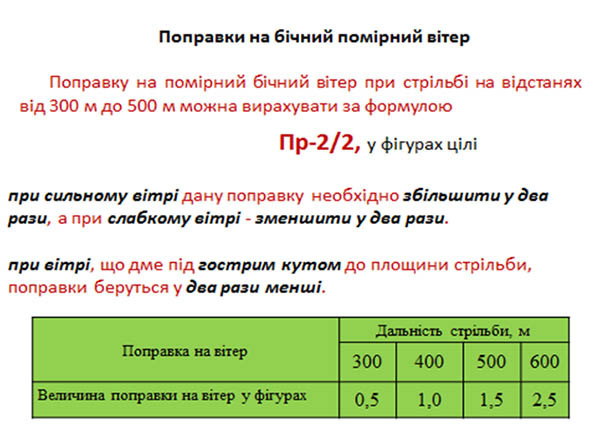 Поправки на бічний помірний вітер
Поправку на помірний бічний вітер при стрільбі на відстанях
від 300 м до 500 м можна вирахувати за формулою
Пр-2/2, у фігурах цілі
при сильному вітрі дану поправку необхідно збільшити у два
рази, а при слабкому вітрі - зменшити у два рази.
при вітрі, що дме під гострим кутом до площини стрільби,
поправки беруться у два рази менші.
Поправка на вітер
Дальність стрільби, м
300 400 500 600
Величина поправки на вітер у фігурах 0,5 1,0 1,5 2,5